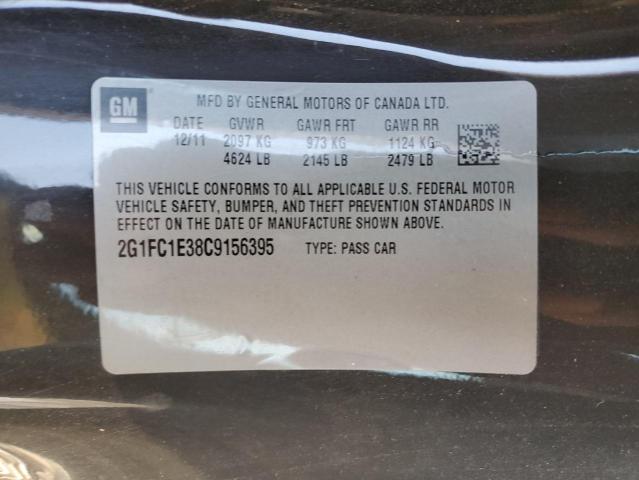 GM
MFD BY GENERAL MOTORS OF CANADA LTD.
DATE GVWR GAWR FRT GAWR RR
12/11 2097 KG 973 KG 1124 KG
4624 LB 2145 LB 2479 LB
THIS VEHICLE CONFORMS TO ALL APPLICABLE U.S. FEDERAL MOTOR
VEHICLE SAFETY, BUMPER, AND THEFT PREVENTION STANDARDS IN
EFFECT ON THE DATE OF MANUFACTURE SHOWN ABOVE.
2G1FC1E38C9156395 TYPE: PASS CAR